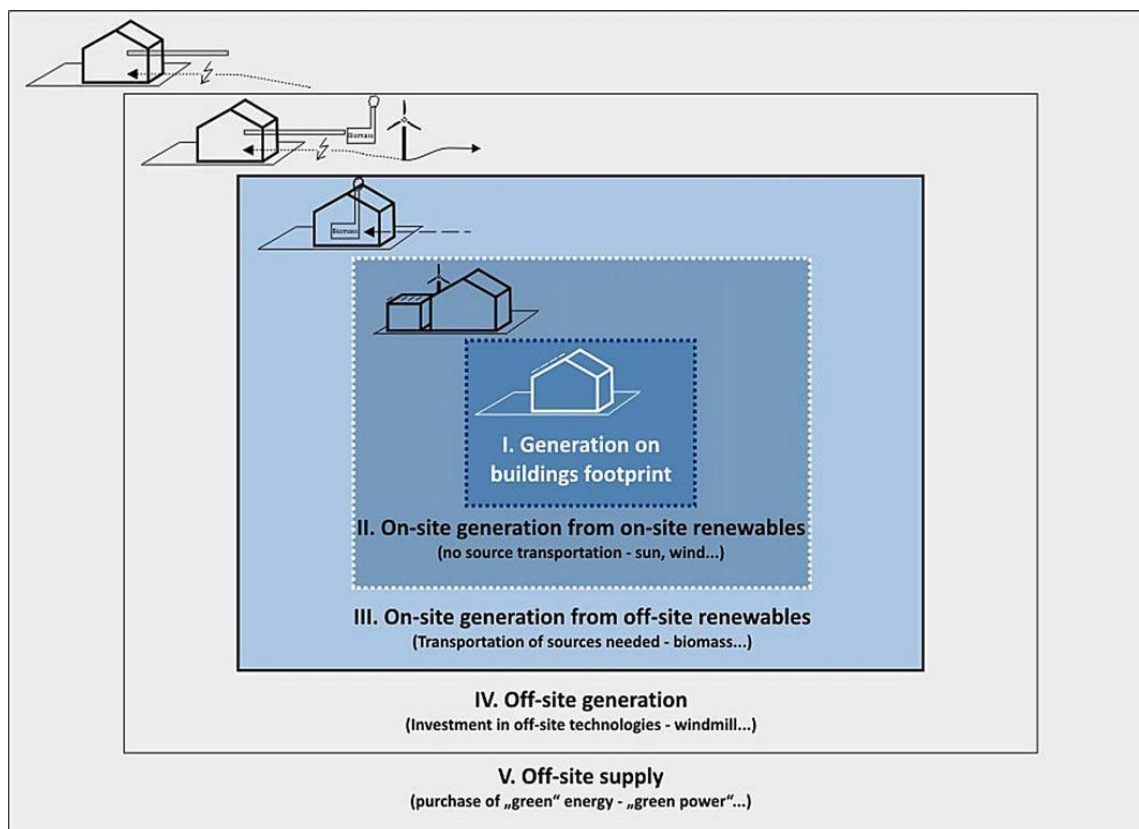 Biomass
Biomass
I. Generation on
buildings footprint
II. On-site generation from on-site renewables
(no source transportation - sun, wind...)
III. On-site generation from off-site renewables
(Transportation of sources needed - biomass...)
IV. Off-site generation
(Investment in off-site technologies - windmill...)
V. Off-site supply
(purchase of „green“ energy - „green power“...)